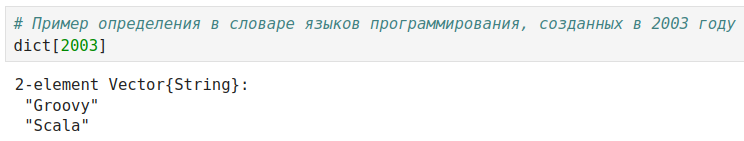 # Пример определения в словаре языков программирования, созданных в 2003 году
dict[2003]
2-element Vector{String}:
 "Groovy"
 "Scala"